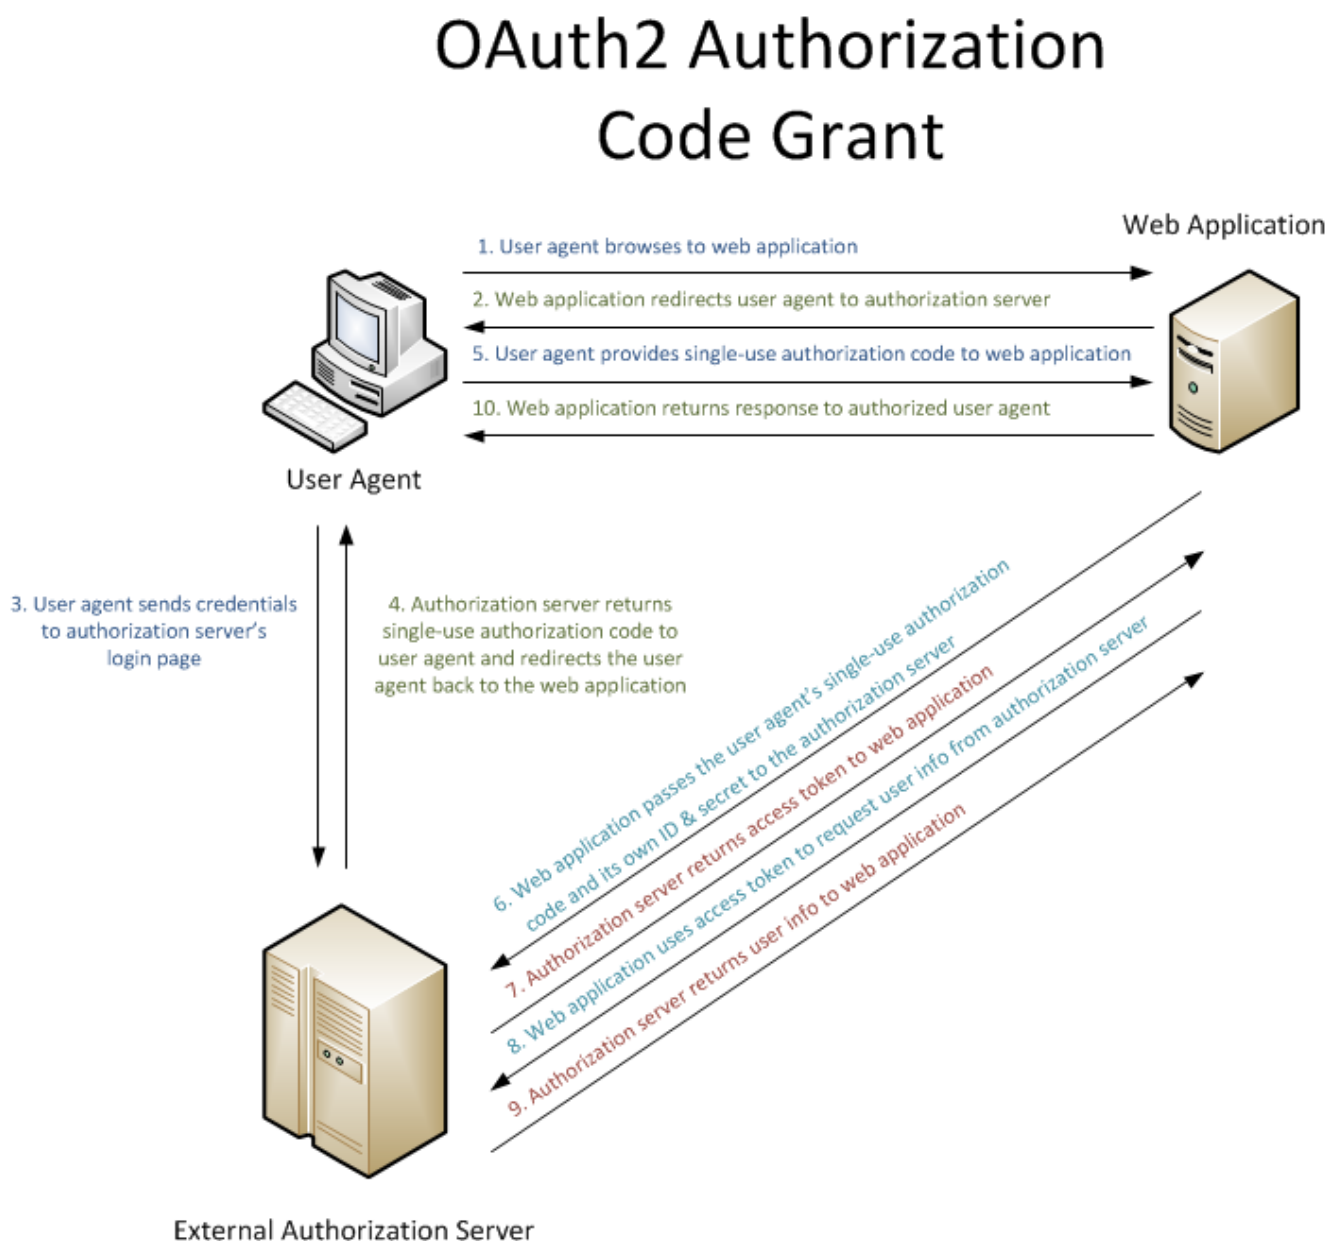 OAuth2 Authorization
Code Grant
Web Application
1. User agent browses to web application
2. Web application redirects user agent to authorization server
5. User agent provides single-use authorization code to web application
10. Web application returns response to authorized user agent
User Agent
3. User agent sends credentials
to authorization server's
login page
4. Authorization server returns
single-use authorization code to
user agent and redirects the user
agent back to the web application
6. Web application passes the user agent's single-use authorization
code and its own ID & secret to the authorization server
7. Authorization server returns access token to web application
8. Web application uses access token to request user info from authorization server
9. Authorization server returns user info to web application
External Authorization Server